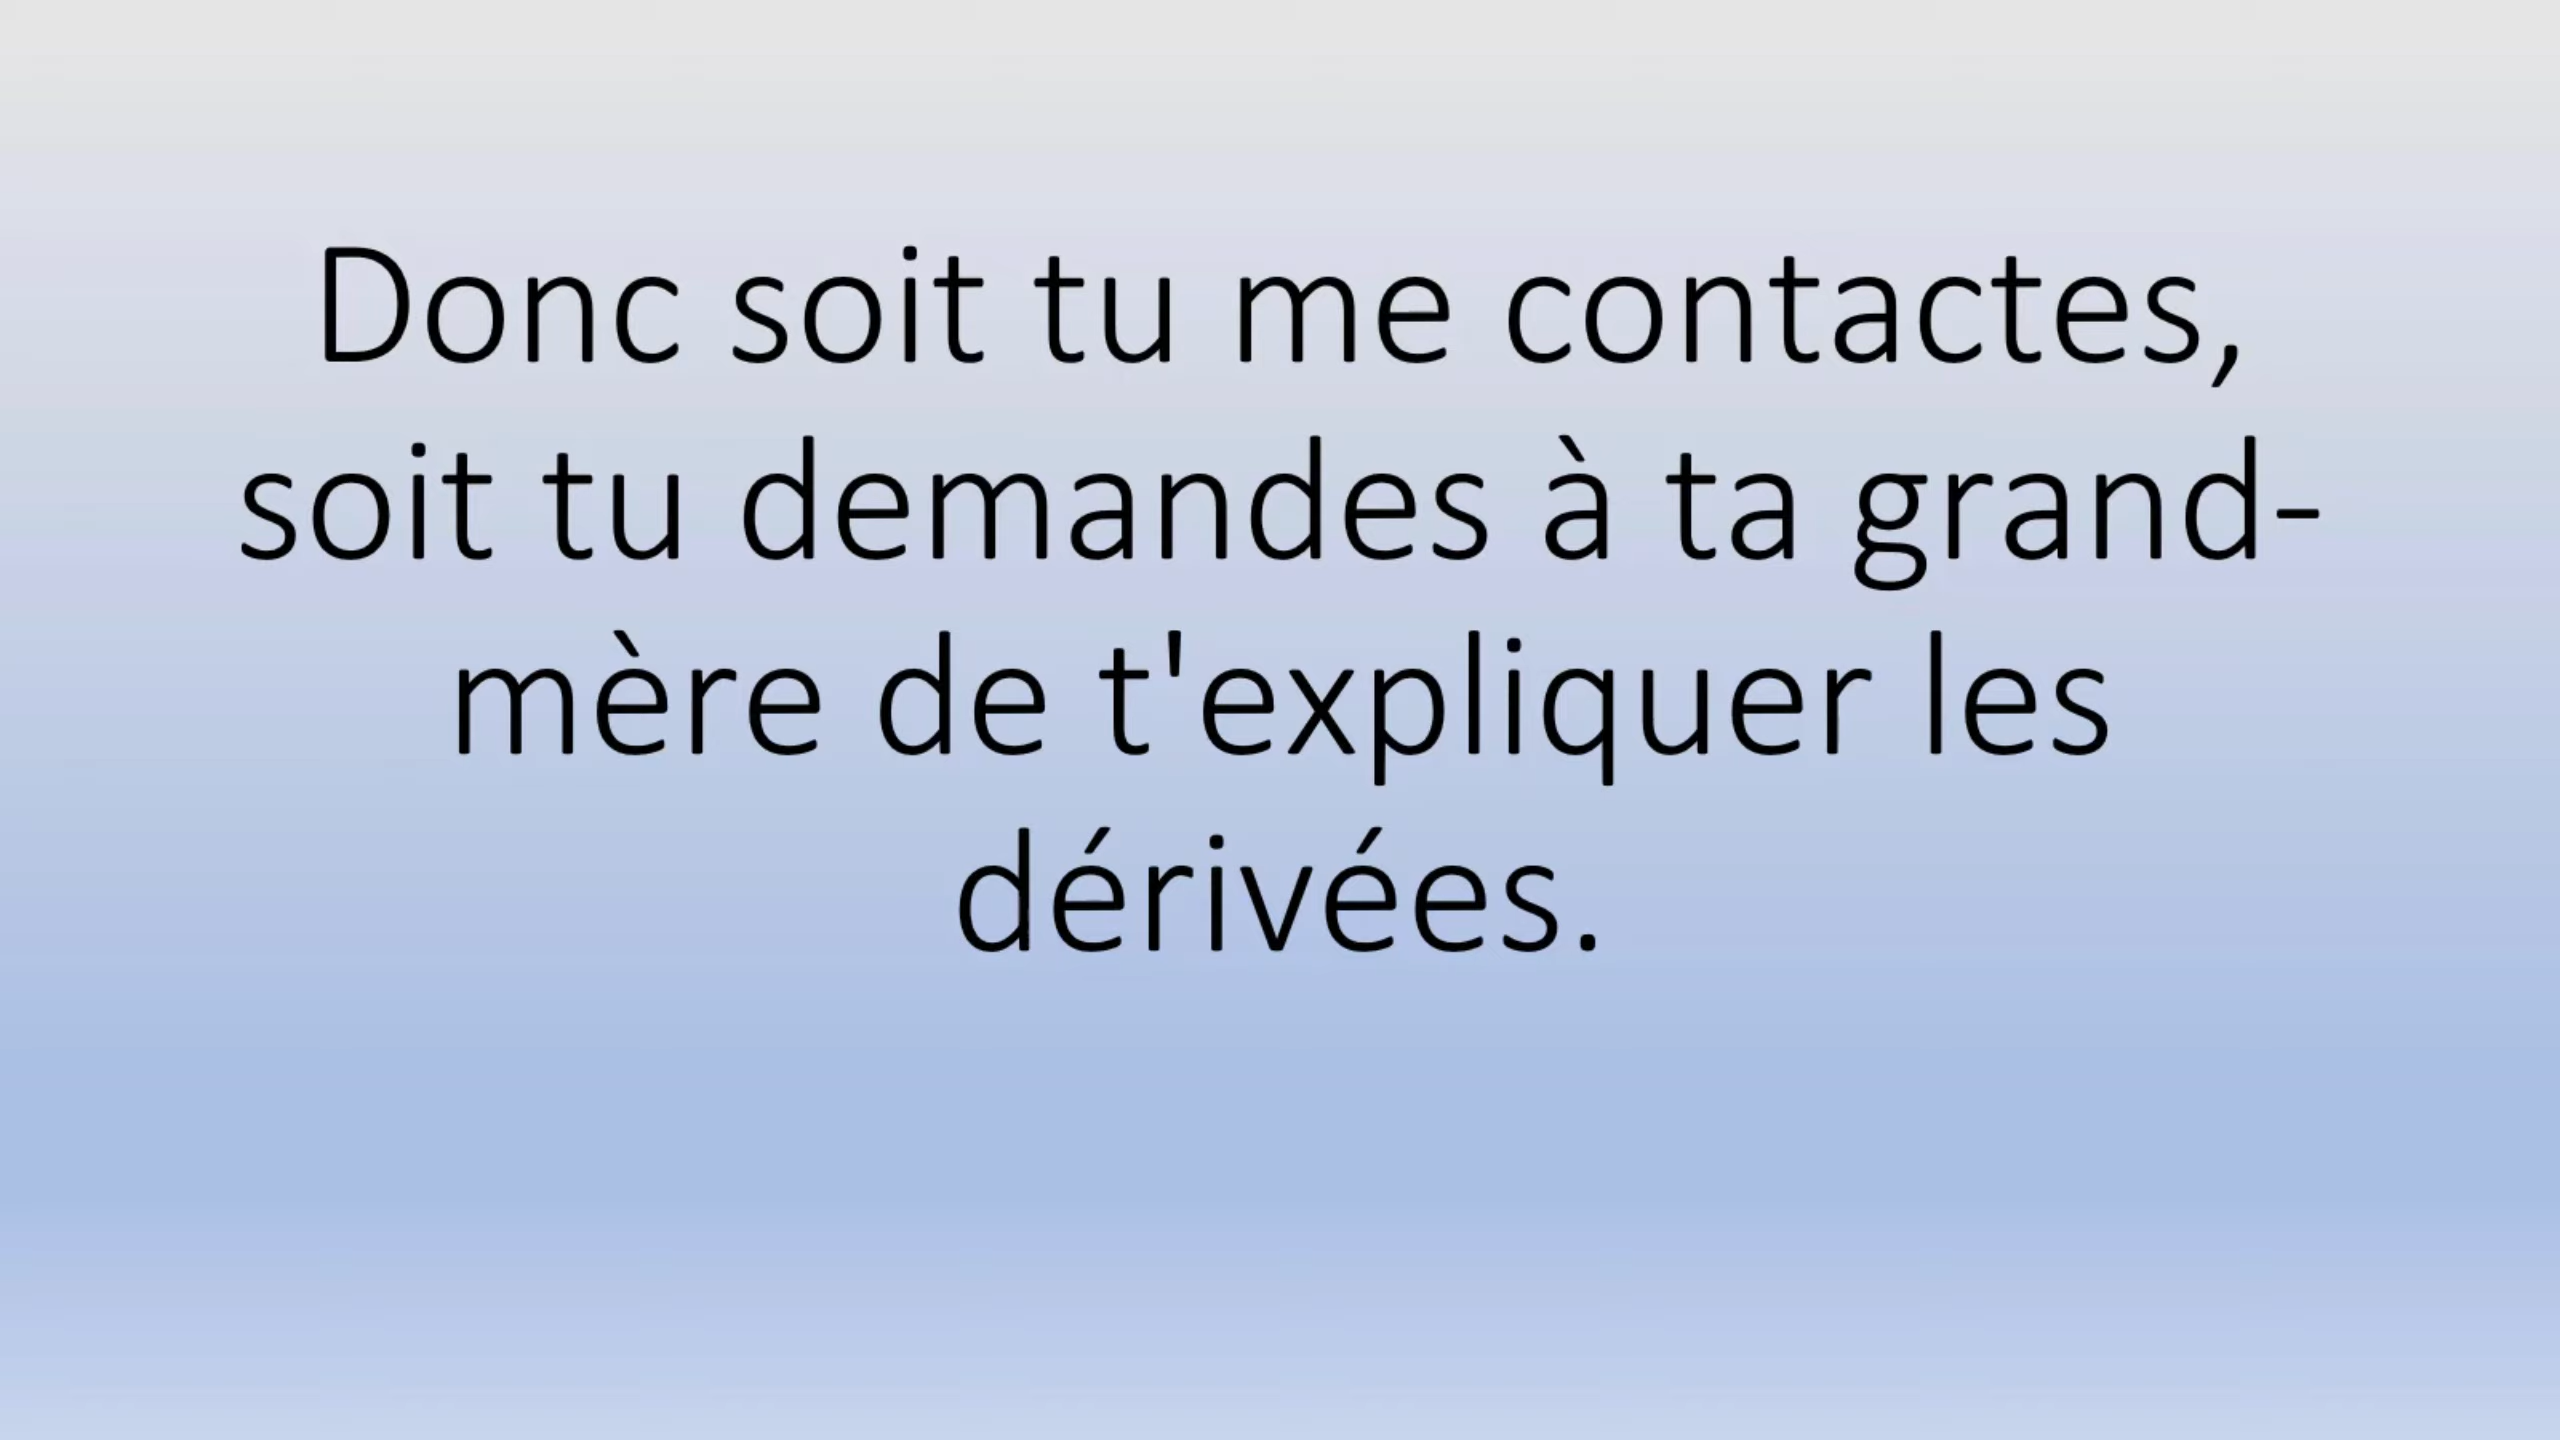 Donc soit tu me contactes,
soit tu demandes à ta grand-
mère de t'expliquer les
dérivées.